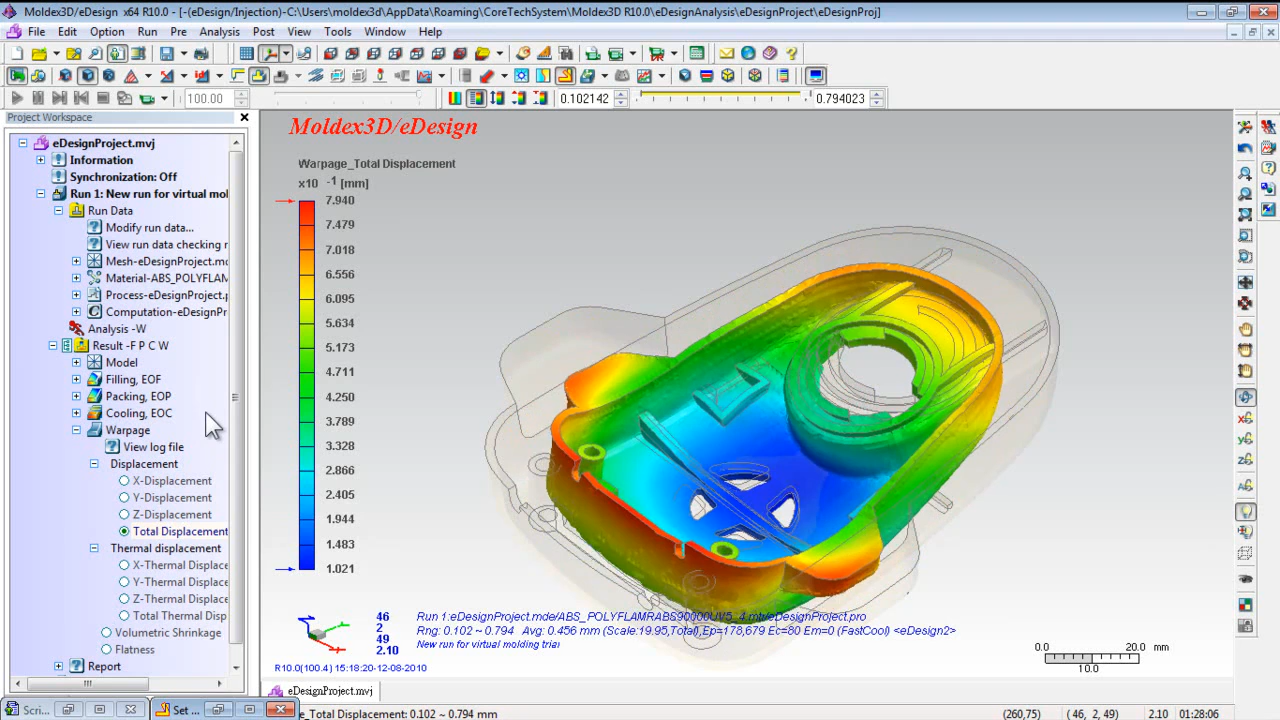 Moldex3D/eDesign x64 R10.0 - [-(eDesign/Injection)-C:\Users\moldex3d\AppData\Roaming\CoreTechSystem\Moldex3D R10.0\eDesignAnalysis\eDesignProject\eDesignProj]
File Edit Option Run Pre Analysis Post View Tools Window Help
100.00
0.102142
0.794023
Project Workspace
eDesignProject.mvj
Information
Synchronization: Off
Run 1: New run for virtual mol
Run Data
Modify run data...
View run data checking r
Mesh-eDesignProject.md
Material-ABS_POLYFLAM
Process-eDesignProject.p
Computation-eDesignPr
Analysis -W
Result -F P C W
Model
Filling, EOF
Packing, EOP
Cooling, EOC
Warpage
View log file
Displacement
X-Displacement
Y-Displacement
Z-Displacement
Total Displacement
Thermal displacement
X-Thermal Displace
Y-Thermal Displace
Z-Thermal Displace
Total Thermal Disp
Volumetric Shrinkage
Flatness
Report
Scri...
Set ...
Moldex3D/eDesign
Warpage_Total Displacement
x10 -1 [mm]
7.940
7.479
7.018
6.556
6.095
5.634
5.173
4.711
4.250
3.789
3.328
2.866
2.405
1.944
1.483
1.021
46
2
49
2.10
Run 1:eDesignProject.mde/ABS_POLYFLAMRABS90000UV5_4.mtr/eDesignProject.pro
Rng: 0.102 ~ 0.794 Avg: 0.456 mm (Scale:19.95,Total),Ep=178,679 Ec=80 Em=0 (FastCool) <eDesign2>
New run for virtual molding trial
R10.0(100.4) 15:18:20-12-08-2010
0.0 20.0 mm
10.0
eDesignProject.mvj
e_Total Displacement: 0.102 ~ 0.794 mm
(260,75) ( 46, 2, 49) 2.10 01:28:06